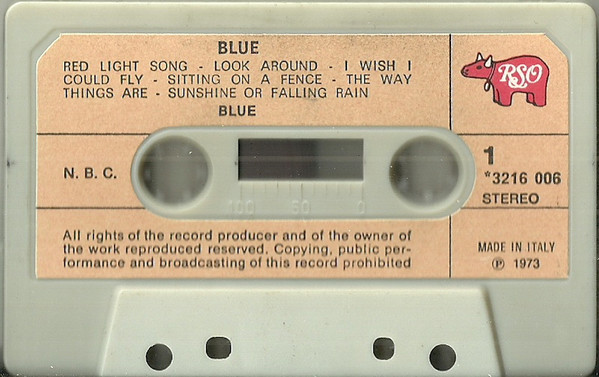 BLUE
RED LIGHT SONG - LOOK AROUND - I WISH I
COULD FLY - SITTING ON A FENCE - THE WAY
THINGS ARE - SUNSHINE OR FALLING RAIN
BLUE
RSO
N. B. C.
100 50 0
1
*3216 006
STEREO
All rights of the record producer and of the owner of
the work reproduced reserved. Copying, public per-
formance and broadcasting of this record prohibited
MADE IN ITALY
℗ 1973